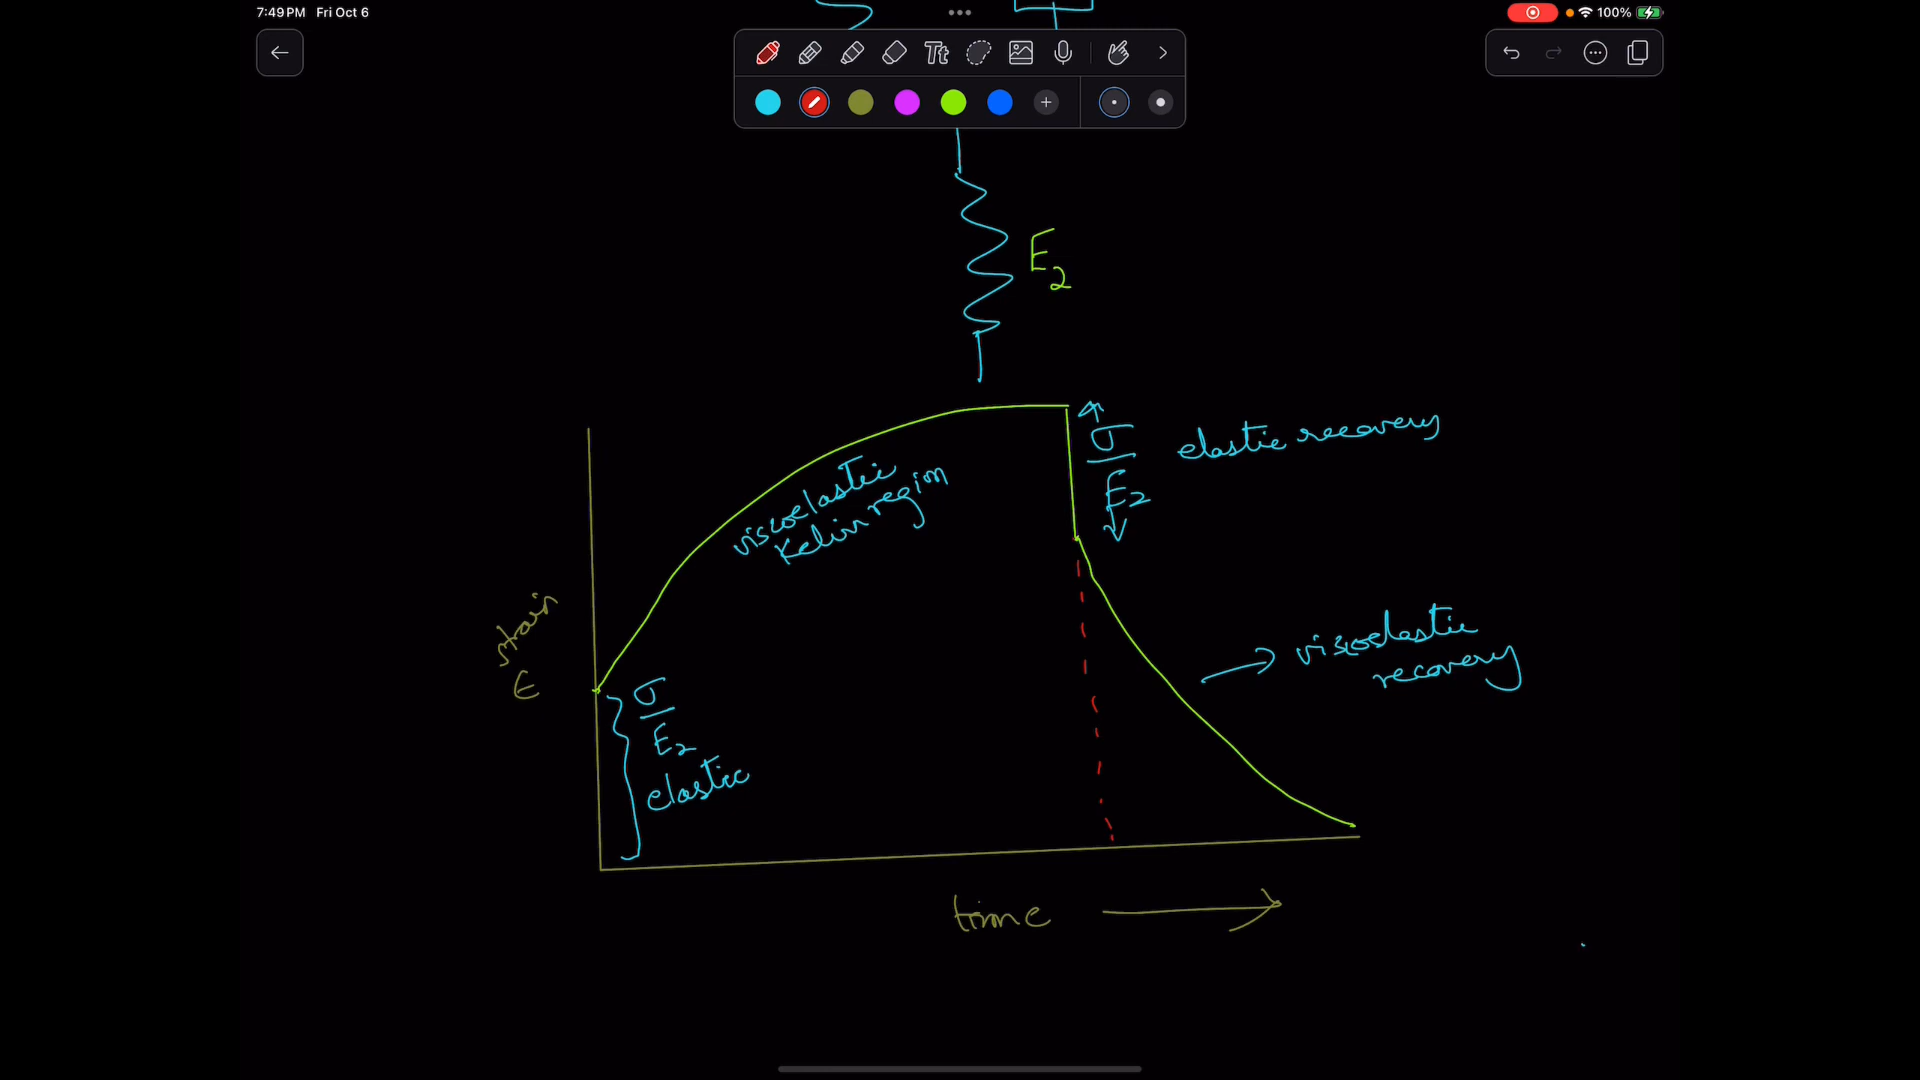 7:49 PM Fri Oct 6
100%
Tt
E2
σ
E2
elastic recovery
viscoelastic
Kelvin region
strain
ϵ
viscoelastic
recovery
σ
E2
elastic
time